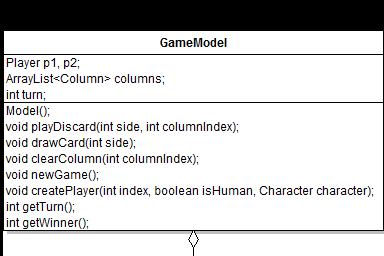 GameModel
Player p1, p2;
ArrayList<Column> columns;
int turn;
Model();
void playDiscard(int side, int columnIndex);
void drawCard(int side);
void clearColumn(int columnIndex);
void newGame();
void createPlayer(int index, boolean isHuman, Character character);
int getTurn();
int getWinner();